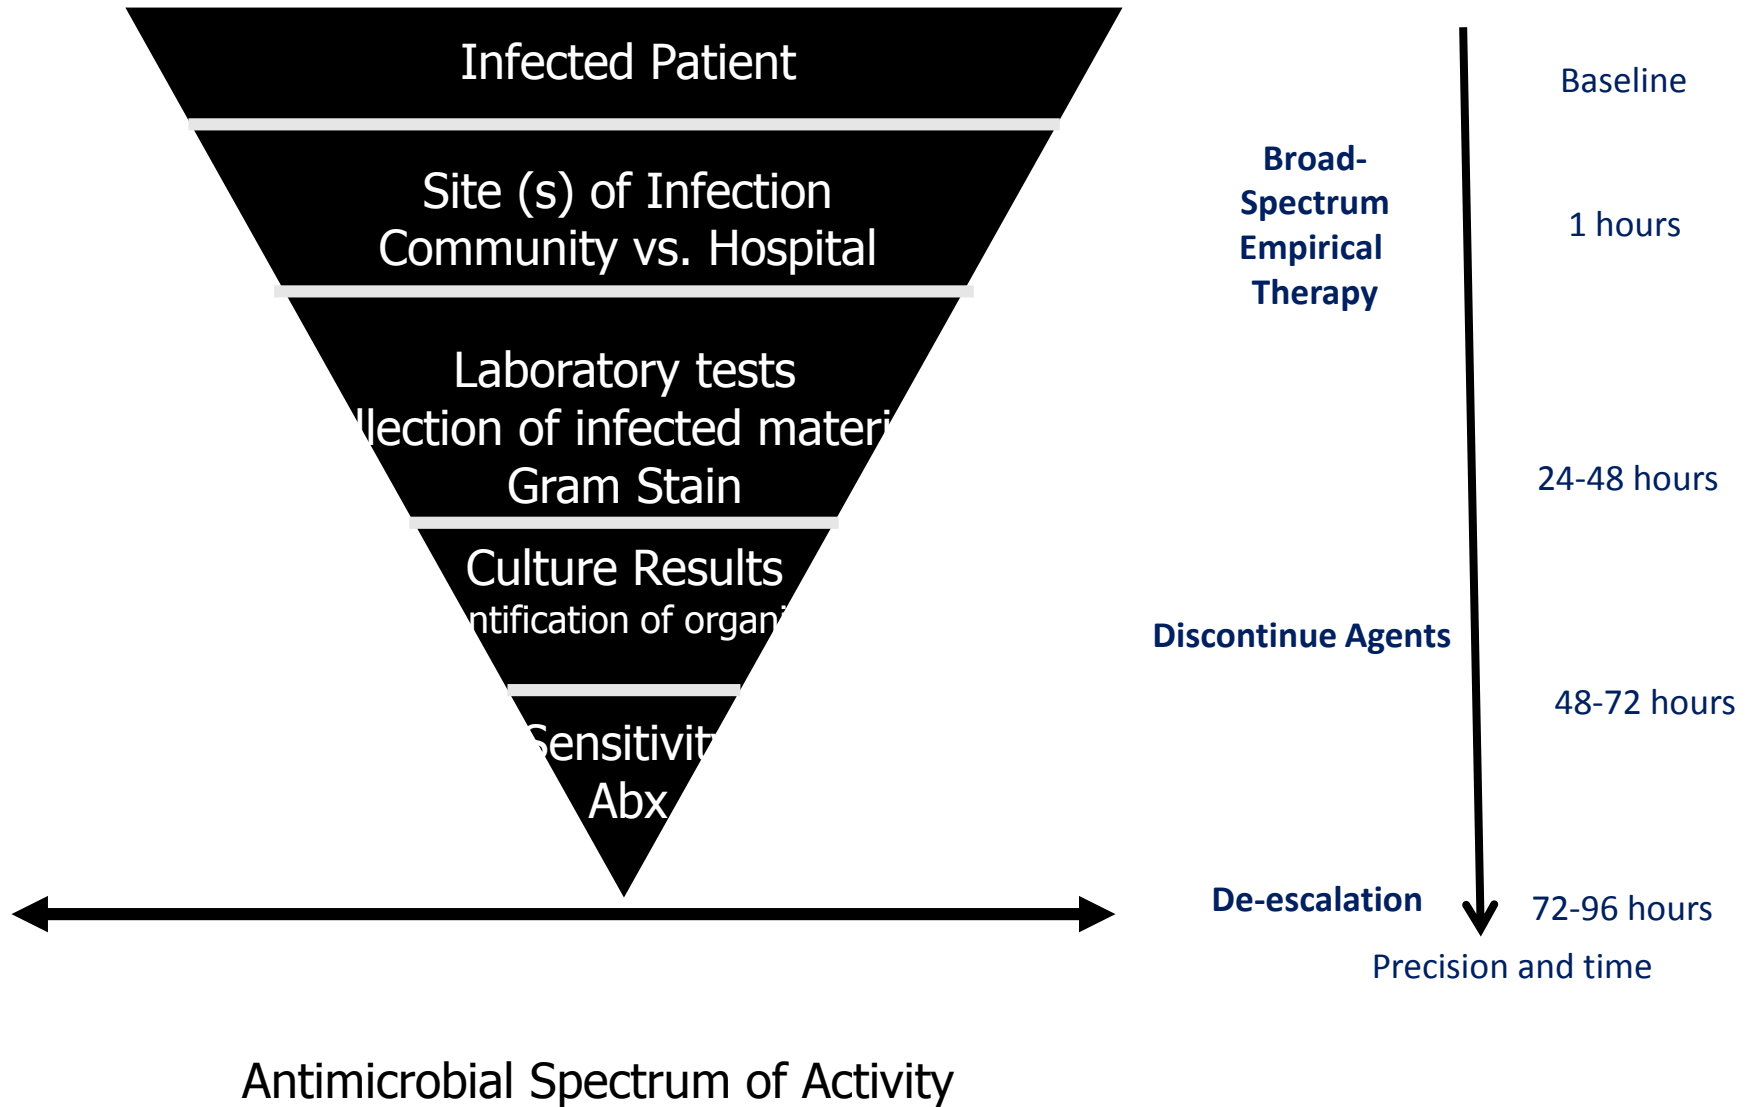 Infected Patient
Site (s) of Infection
Community vs. Hospital
Laboratory tests
llection of infected materi
Gram Stain
Culture Results
ntification of organi
Sensitivity
Abx
Antimicrobial Spectrum of Activity
Broad-
Spectrum
Empirical
Therapy
Discontinue Agents
De-escalation
Baseline
1 hours
24-48 hours
48-72 hours
72-96 hours
Precision and time